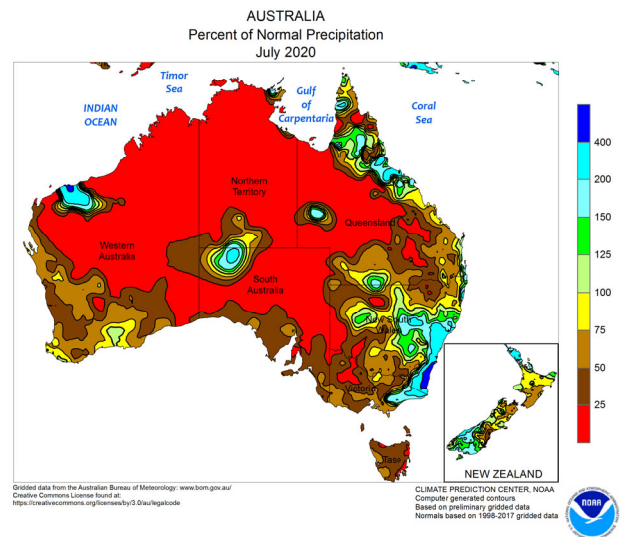 AUSTRALIA
Percent of Normal Precipitation
July 2020
Timor
Sea
INDIAN
OCEAN
Gulf
of
Carpentaria
Coral
Sea
Northern
Territory
Queensland
Western
Australia
South
Australia
New South
Wales
Victoria
Tas
400
200
150
125
100
75
50
25
NEW ZEALAND
Gridded data from the Australian Bureau of Meteorology: www.bom.gov.au/
Creative Commons License found at:
https://creativecommons.org/licenses/by/3.0/au/legalcode
CLIMATE PREDICTION CENTER, NOAA
Computer generated contours
Based on preliminary gridded data
Normals based on 1998-2017 gridded data
NOAA